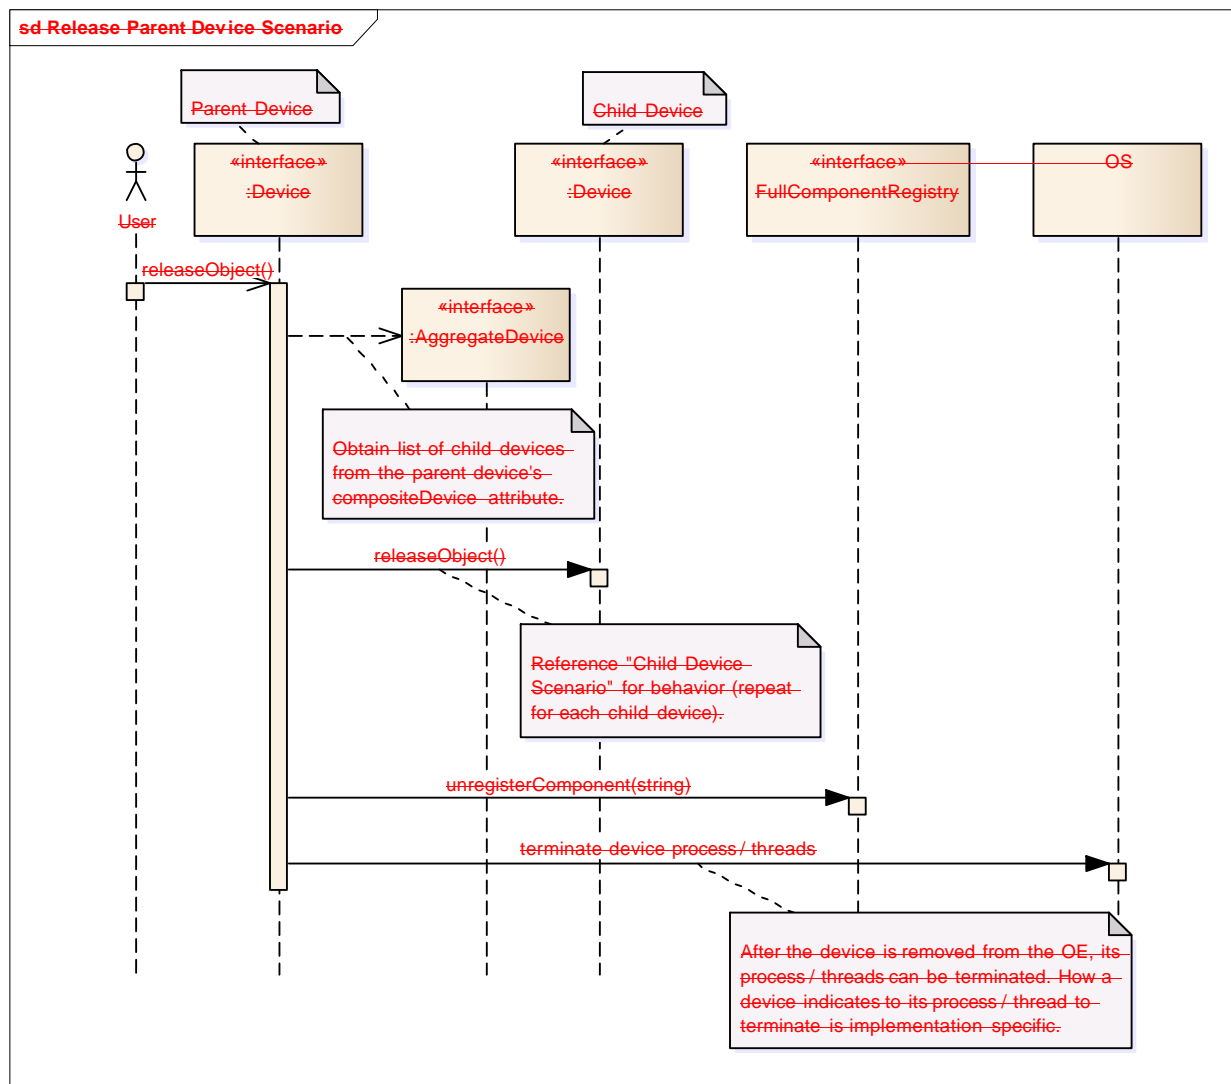 sd Release Parent Device Scenario
Parent Device
Child Device
«interface»
:Device
«interface»
:Device
«interface»
FullComponentRegistry
OS
User
releaseObject()
«interface»
:AggregateDevice
Obtain list of child devices
from the parent device's
compositeDevice attribute.
releaseObject()
Reference "Child Device
Scenario" for behavior (repeat
for each child device).
unregisterComponent(string)
terminate device process / threads
After the device is removed from the OE, its
process / threads can be terminated. How a
device indicates to its process / thread to
terminate is implementation specific.